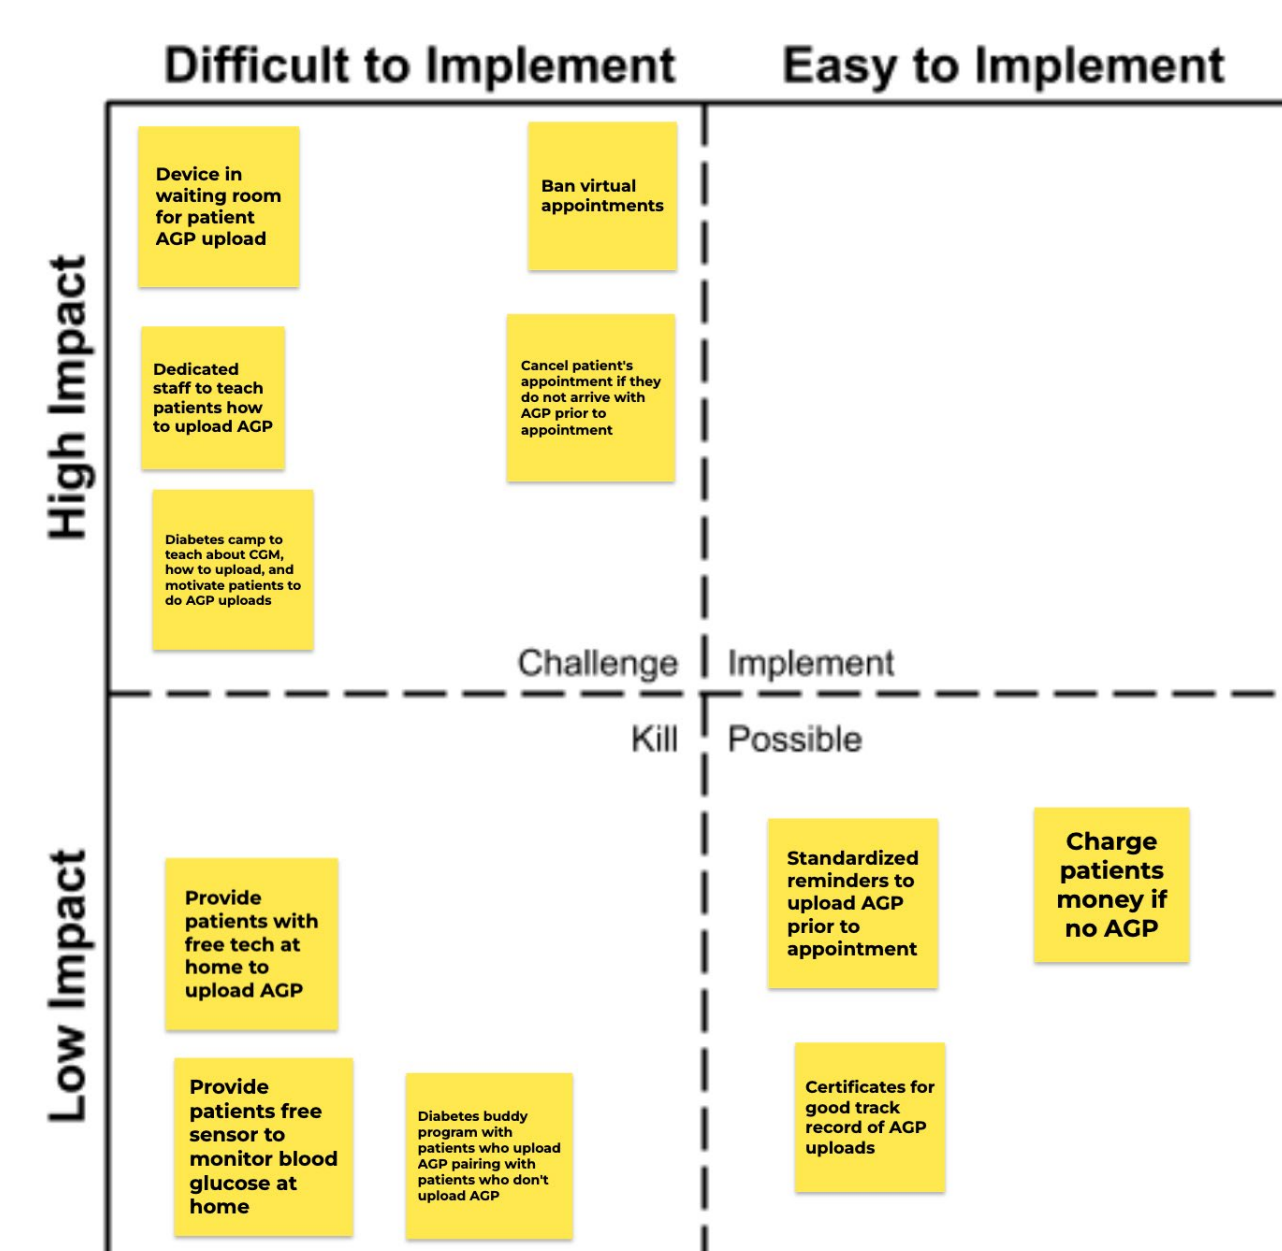 Difficult to Implement
Easy to Implement
High Impact
Device in
waiting room
for patient
AGP upload
Ban virtual
appointments
Dedicated
staff to teach
patients how
to upload AGP
Cancel patient's
appointment if they
do not arrive with
AGP prior to
appointment
Diabetes camp to
teach about CGM,
how to upload, and
motivate patients to
do AGP uploads
Challenge
Implement
Kill
Possible
Low Impact
Provide
patients with
free tech at
home to
upload AGP
Standardized
reminders to
upload AGP
prior to
appointment
Charge
patients
money if
no AGP
Provide
patients free
sensor to
monitor blood
glucose at
home
Diabetes buddy
program with
patients who upload
AGP pairing with
patients who don't
upload AGP
Certificates for
good track
record of AGP
uploads